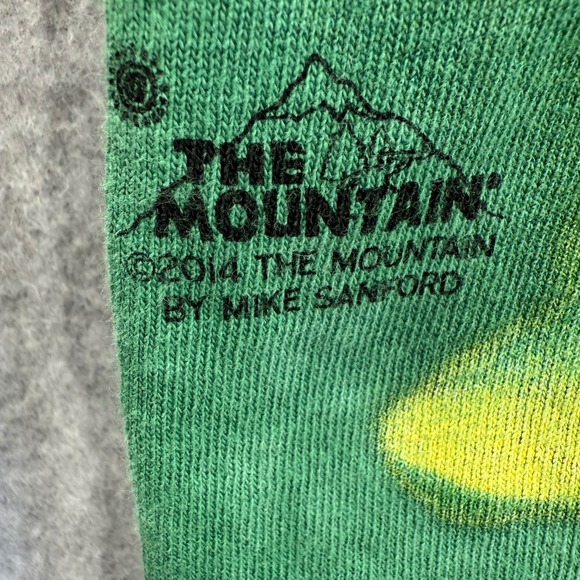 THE
MOUNTAIN®
©2014 THE MOUNTAIN
BY MIKE SANFORD